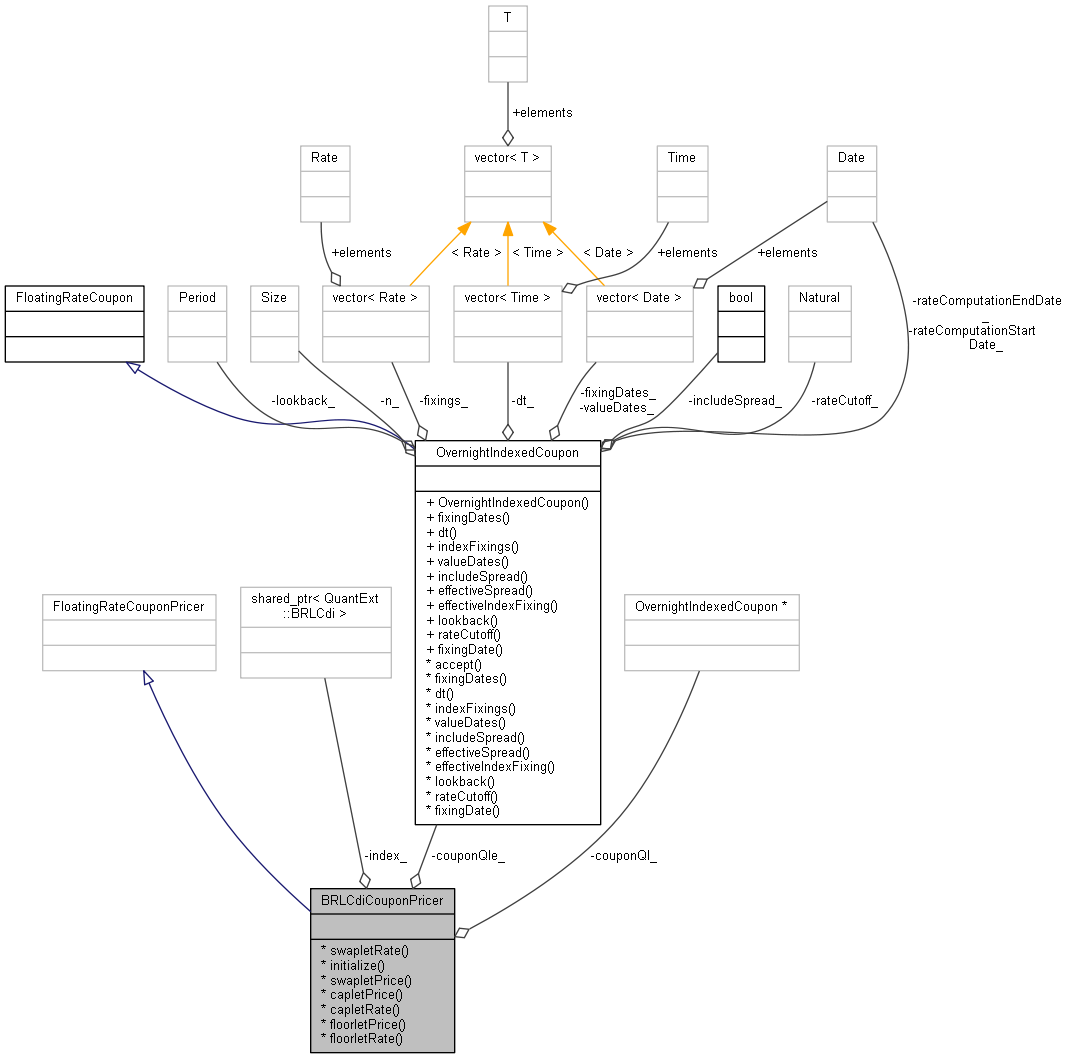 T
+elements
Rate
vector< T >
Time
Date
+elements
< Rate >
< Time >
< Date >
+elements
+elements
FloatingRateCoupon
Period
Size
vector< Rate >
vector< Time >
vector< Date >
bool
Natural
-rateComputationEndDate
_
-rateComputationStart
Date_
-lookback_
-n_
-fixings_
-dt_
-fixingDates_
-valueDates_
-includeSpread_
-rateCutoff_
OvernightIndexedCoupon
+ OvernightIndexedCoupon()
+ fixingDates()
+ dt()
+ indexFixings()
+ valueDates()
+ includeSpread()
+ effectiveSpread()
+ effectiveIndexFixing()
+ lookback()
+ rateCutoff()
+ fixingDate()
* accept()
* fixingDates()
* dt()
* indexFixings()
* valueDates()
* includeSpread()
* effectiveSpread()
* effectiveIndexFixing()
* lookback()
* rateCutoff()
* fixingDate()
FloatingRateCouponPricer
shared_ptr< QuantExt
::BRLCdi >
OvernightIndexedCoupon *
-index_
-couponQle_
-couponQl_
BRLCdiCouponPricer
* swapletRate()
* initialize()
* swapletPrice()
* capletPrice()
* capletRate()
* floorletPrice()
* floorletRate()